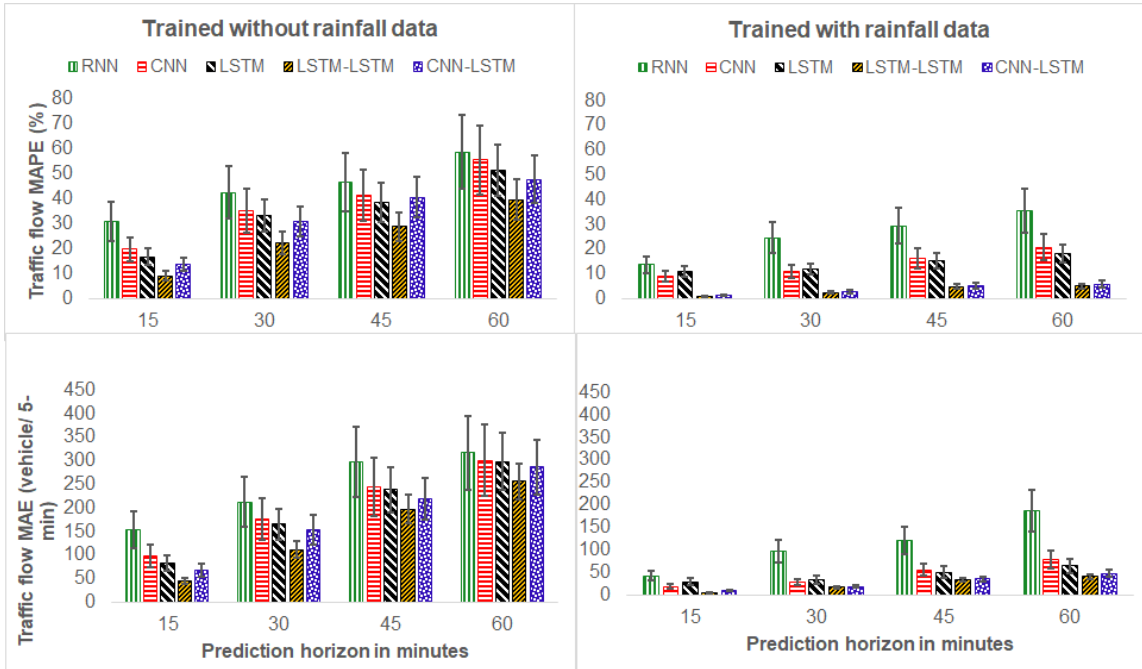 Trained without rainfall data
RNN CNN LSTM LSTM-LSTM CNN-LSTM
Traffic flow MAPE (%)
80
70
60
50
40
30
20
10
0
15 30 45 60
Trained with rainfall data
RNN CNN LSTM LSTM-LSTM CNN-LSTM
80
70
60
50
40
30
20
10
0
15 30 45 60
Traffic flow MAE (vehicle/ 5-
min)
450
400
350
300
250
200
150
100
50
0
15 30 45 60
Prediction horizon in minutes
450
400
350
300
250
200
150
100
50
0
15 30 45 60
Prediction horizon in minutes